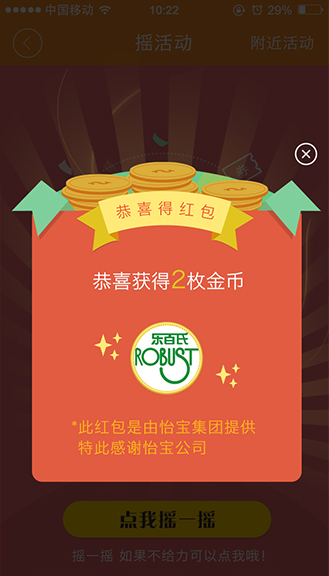 中国移动 10:22 29%
摇活动 附近活动
恭喜得红包
恭喜获得2枚金币
乐百氏
ROBUST
*此红包是由怡宝集团提供
特此感谢怡宝公司
点我摇一摇
摇一摇 如果不给力可以点我哦!